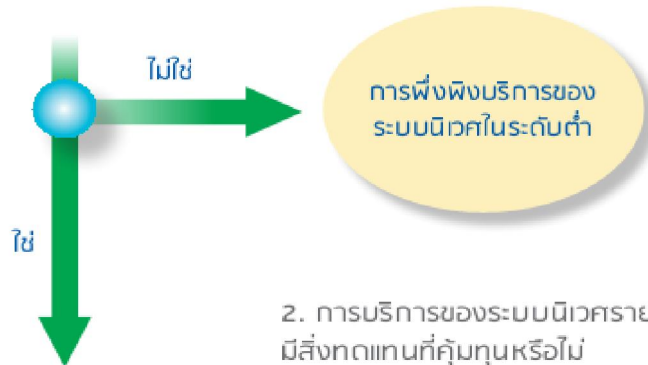 ไม่ใช่
การพึ่งพิงบริการของ
ระบบนิเวศในระดับต่ำ
ใช่
2. การบริการของระบบนิเวศราย
มีสิ่งทดแทนที่คุ้มทุนหรือไม่